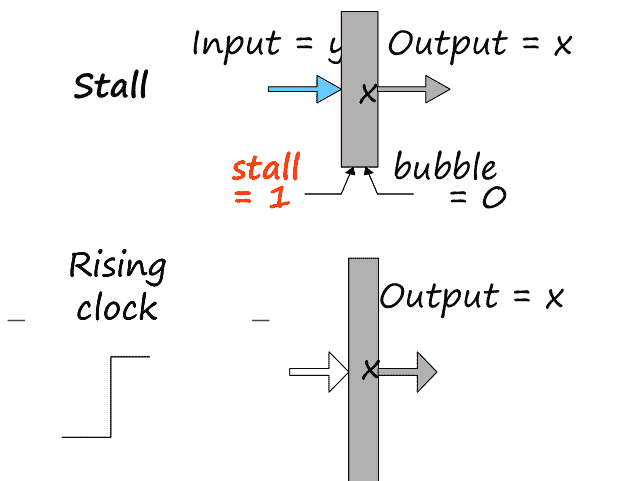 Input = y
Output = x
Stall
x
stall
= 1
bubble
= 0
Rising
clock
Output = x
x